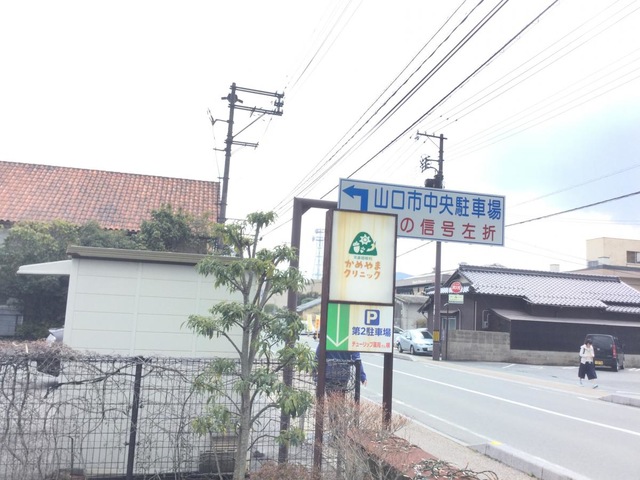 山口市中央駐車場
の信号左折
かめやま
クリニック
P
第2駐車場